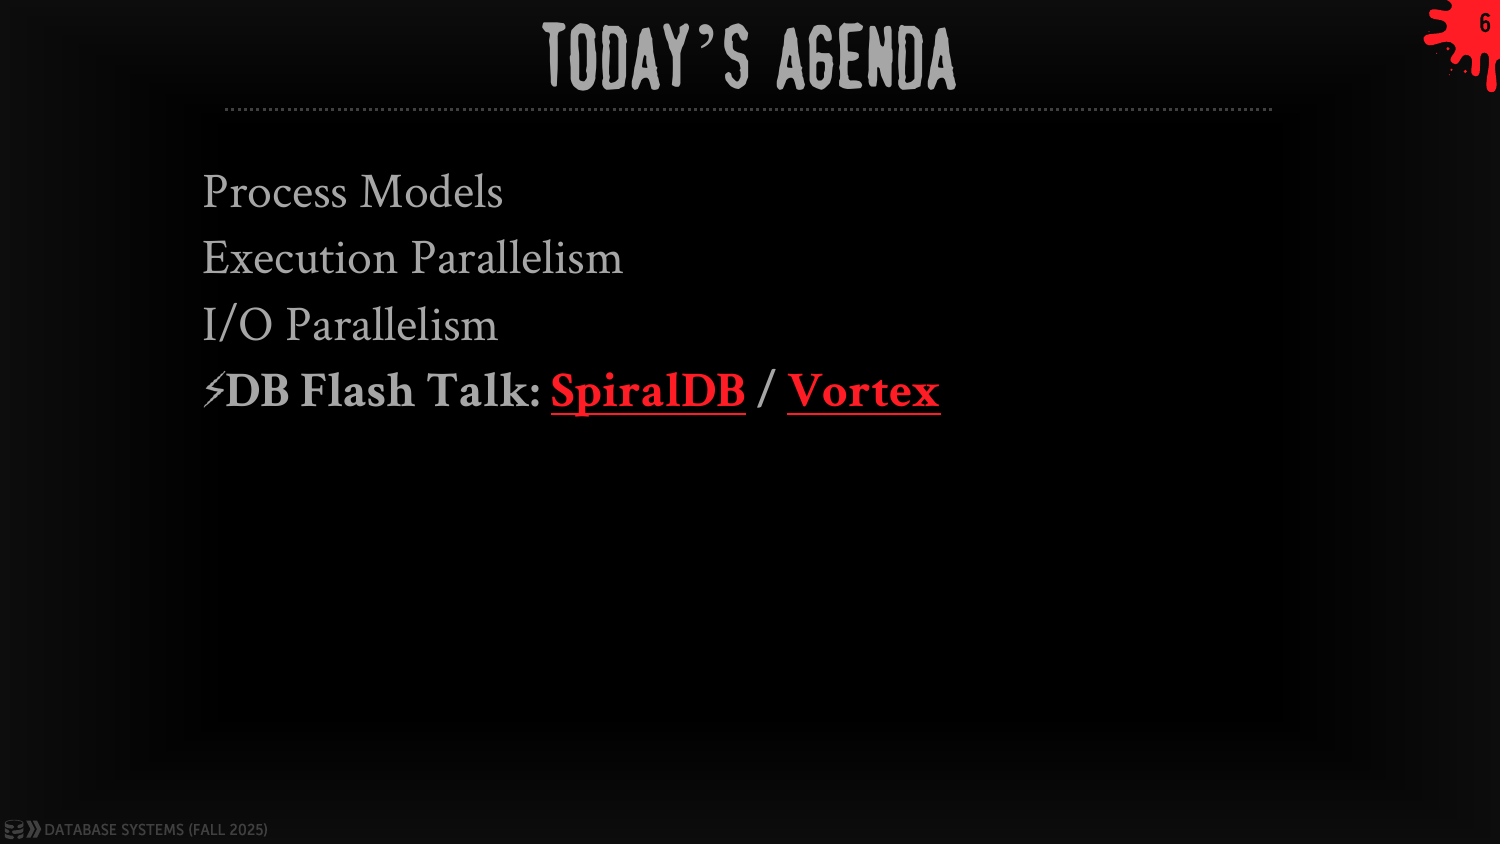 TODAY'S AGENDA
6
Process Models
Execution Parallelism
I/O Parallelism
⚡DB Flash Talk: SpiralDB / Vortex
DATABASE SYSTEMS (FALL 2025)